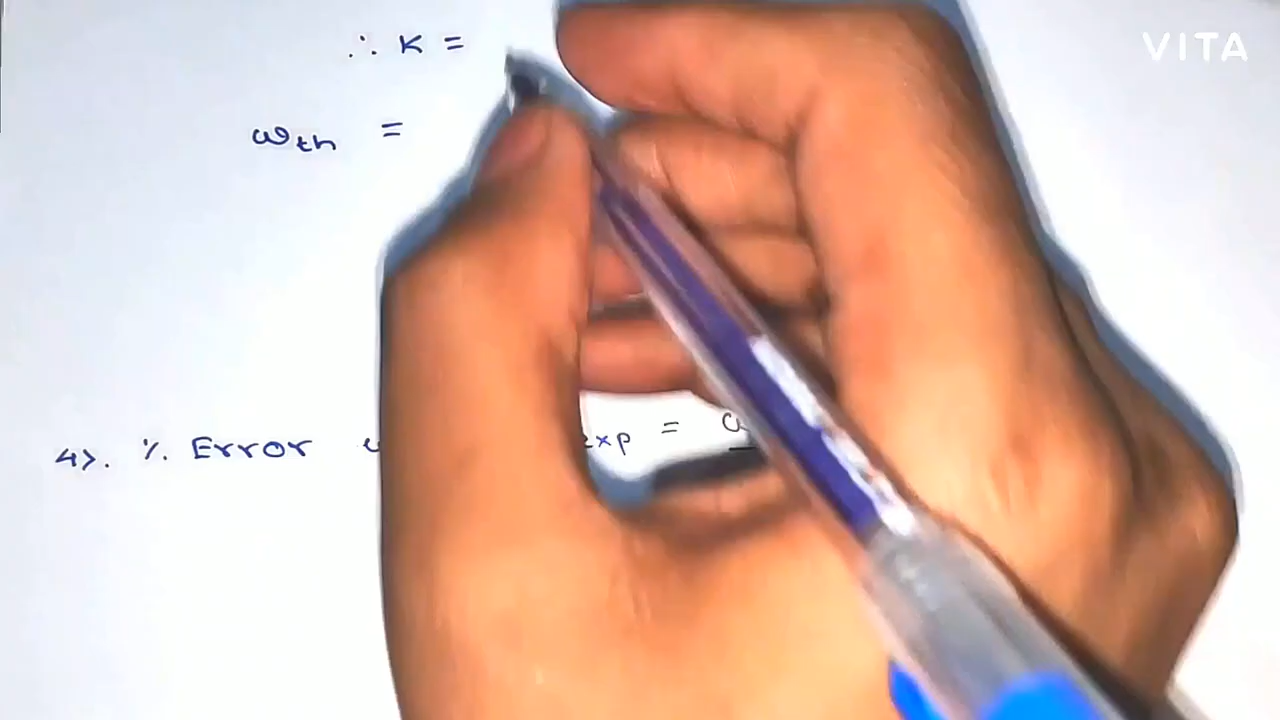 VITA
∴ K =
ωth =
4>. % Error exp =